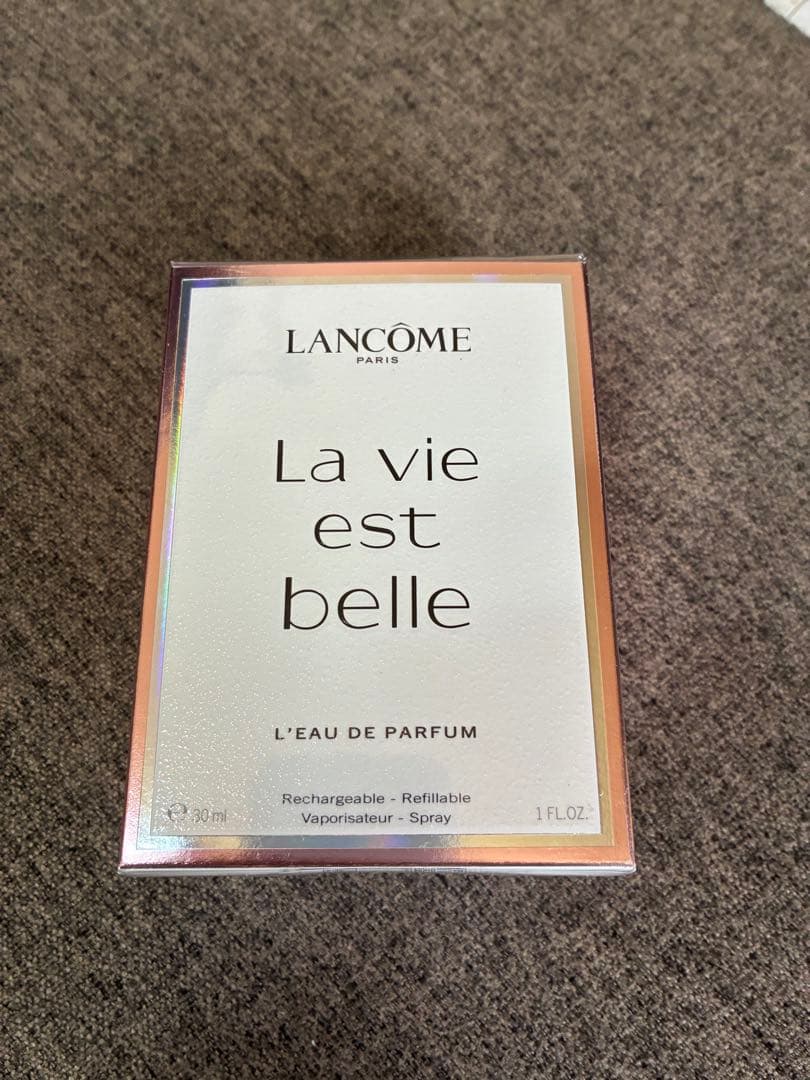 LANCÔME
PARIS
La vie
est
belle
L'EAU DE PARFUM
Rechargeable - Refillable
Vaporisateur - Spray
℮ 30 ml
1 FL.OZ.